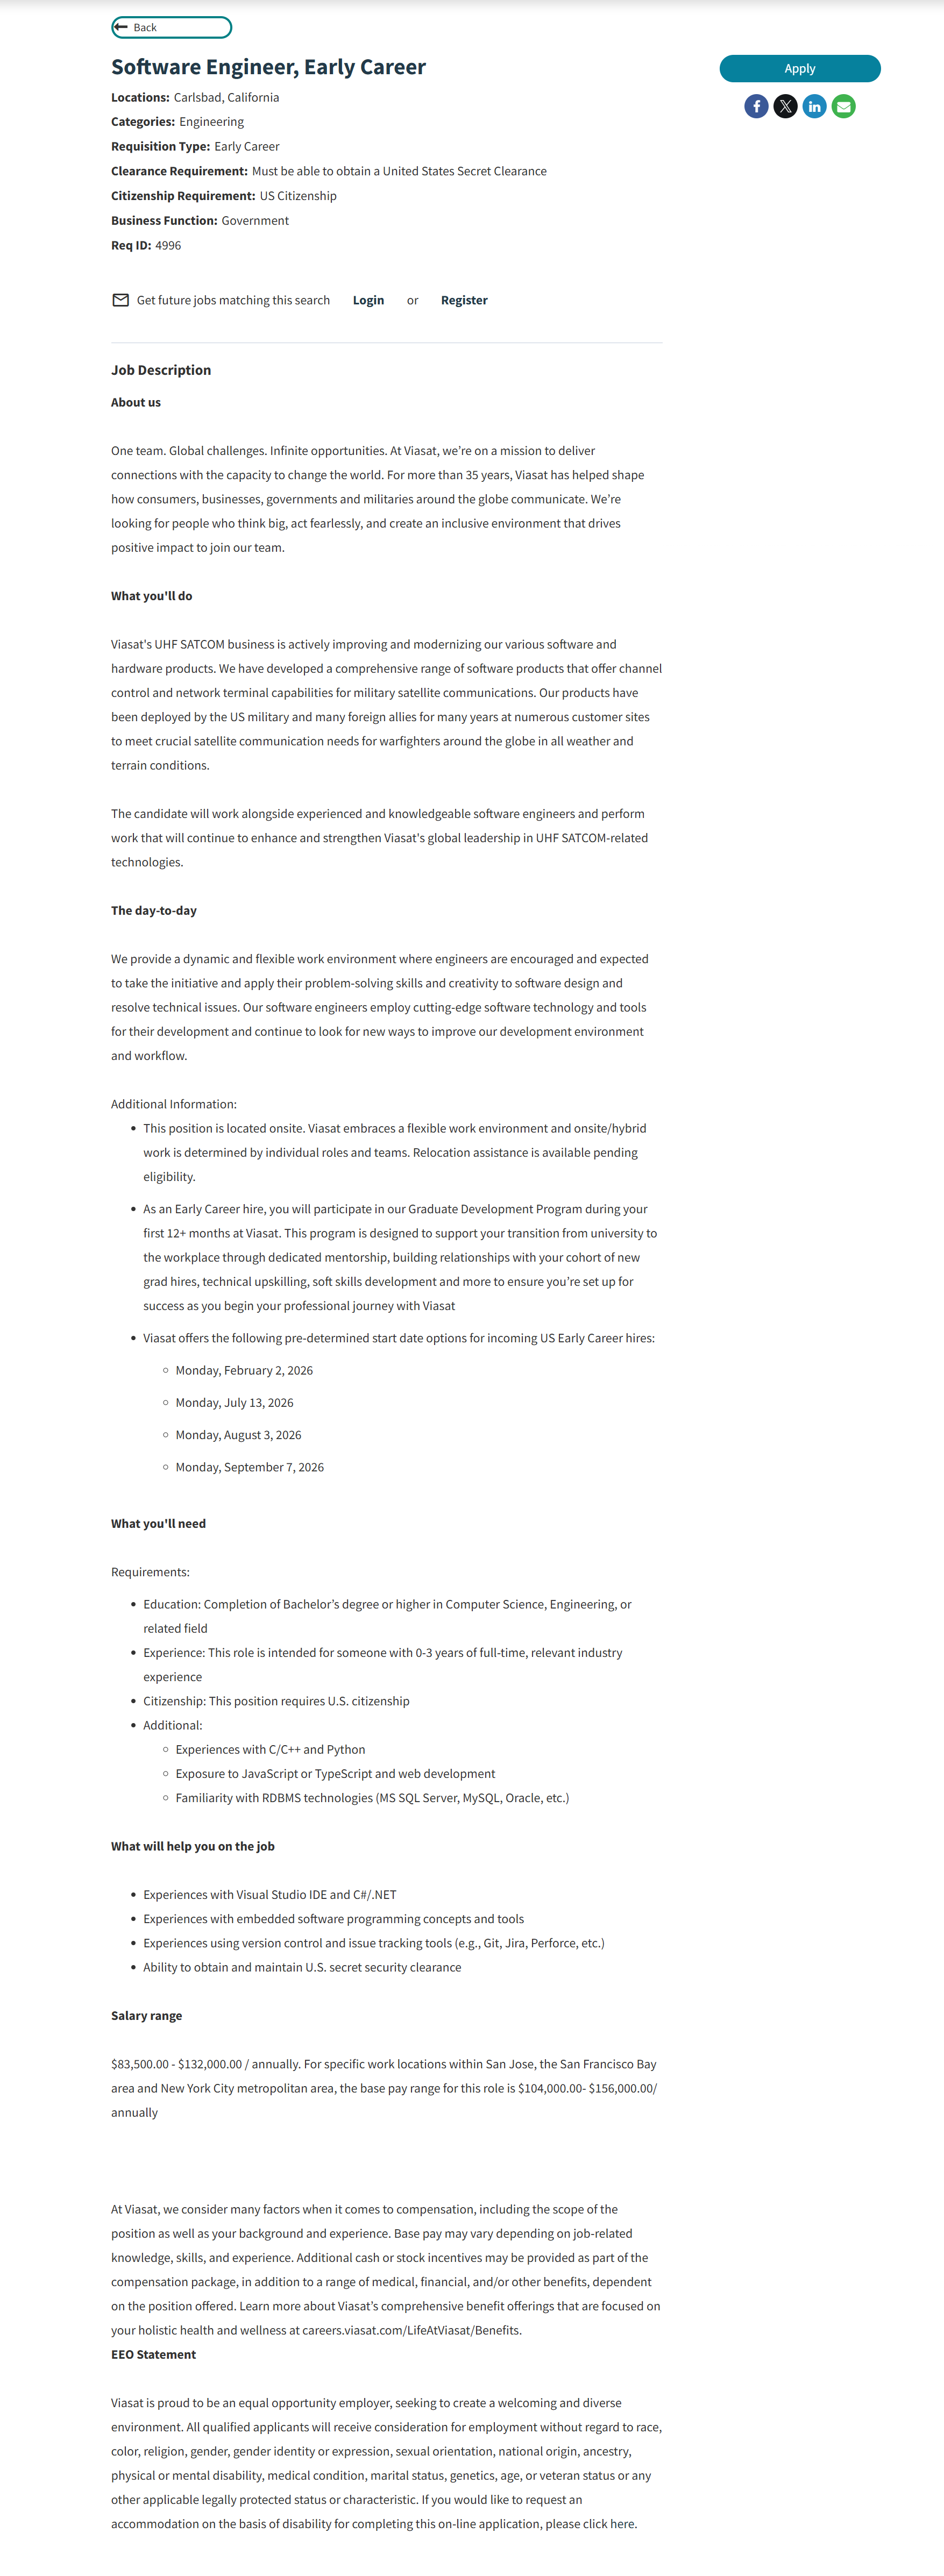 Back
Software Engineer, Early Career
Apply
Locations: Carlsbad, California
Categories: Engineering
Requisition Type: Early Career
Clearance Requirement: Must be able to obtain a United States Secret Clearance
Citizenship Requirement: US Citizenship
Business Function: Government
Req ID: 4996
Get future jobs matching this search Login or Register
Job Description
About us
One team. Global challenges. Infinite opportunities. At Viasat, we’re on a mission to deliver
connections with the capacity to change the world. For more than 35 years, Viasat has helped shape
how consumers, businesses, governments and militaries around the globe communicate. We’re
looking for people who think big, act fearlessly, and create an inclusive environment that drives
positive impact to join our team.
What you'll do
Viasat's UHF SATCOM business is actively improving and modernizing our various software and
hardware products. We have developed a comprehensive range of software products that offer channel
control and network terminal capabilities for military satellite communications. Our products have
been deployed by the US military and many foreign allies for many years at numerous customer sites
to meet crucial satellite communication needs for warfighters around the globe in all weather and
terrain conditions.
The candidate will work alongside experienced and knowledgeable software engineers and perform
work that will continue to enhance and strengthen Viasat's global leadership in UHF SATCOM-related
technologies.
The day-to-day
We provide a dynamic and flexible work environment where engineers are encouraged and expected
to take the initiative and apply their problem-solving skills and creativity to software design and
resolve technical issues. Our software engineers employ cutting-edge software technology and tools
for their development and continue to look for new ways to improve our development environment
and workflow.
Additional Information:
• This position is located onsite. Viasat embraces a flexible work environment and onsite/hybrid
work is determined by individual roles and teams. Relocation assistance is available pending
eligibility.
• As an Early Career hire, you will participate in our Graduate Development Program during your
first 12+ months at Viasat. This program is designed to support your transition from university to
the workplace through dedicated mentorship, building relationships with your cohort of new
grad hires, technical upskilling, soft skills development and more to ensure you’re set up for
success as you begin your professional journey with Viasat
• Viasat offers the following pre-determined start date options for incoming US Early Career hires:
◦ Monday, February 2, 2026
◦ Monday, July 13, 2026
◦ Monday, August 3, 2026
◦ Monday, September 7, 2026
What you'll need
Requirements:
• Education: Completion of Bachelor’s degree or higher in Computer Science, Engineering, or
related field
• Experience: This role is intended for someone with 0-3 years of full-time, relevant industry
experience
• Citizenship: This position requires U.S. citizenship
• Additional:
◦ Experiences with C/C++ and Python
◦ Exposure to JavaScript or TypeScript and web development
◦ Familiarity with RDBMS technologies (MS SQL Server, MySQL, Oracle, etc.)
What will help you on the job
• Experiences with Visual Studio IDE and C#/.NET
• Experiences with embedded software programming concepts and tools
• Experiences using version control and issue tracking tools (e.g., Git, Jira, Perforce, etc.)
• Ability to obtain and maintain U.S. secret security clearance
Salary range
$83,500.00 - $132,000.00 / annually. For specific work locations within San Jose, the San Francisco Bay
area and New York City metropolitan area, the base pay range for this role is $104,000.00- $156,000.00/
annually
At Viasat, we consider many factors when it comes to compensation, including the scope of the
position as well as your background and experience. Base pay may vary depending on job-related
knowledge, skills, and experience. Additional cash or stock incentives may be provided as part of the
compensation package, in addition to a range of medical, financial, and/or other benefits, dependent
on the position offered. Learn more about Viasat’s comprehensive benefit offerings that are focused on
your holistic health and wellness at careers.viasat.com/LifeAtViasat/Benefits.
EEO Statement
Viasat is proud to be an equal opportunity employer, seeking to create a welcoming and diverse
environment. All qualified applicants will receive consideration for employment without regard to race,
color, religion, gender, gender identity or expression, sexual orientation, national origin, ancestry,
physical or mental disability, medical condition, marital status, genetics, age, or veteran status or any
other applicable legally protected status or characteristic. If you would like to request an
accommodation on the basis of disability for completing this on-line application, please click here.